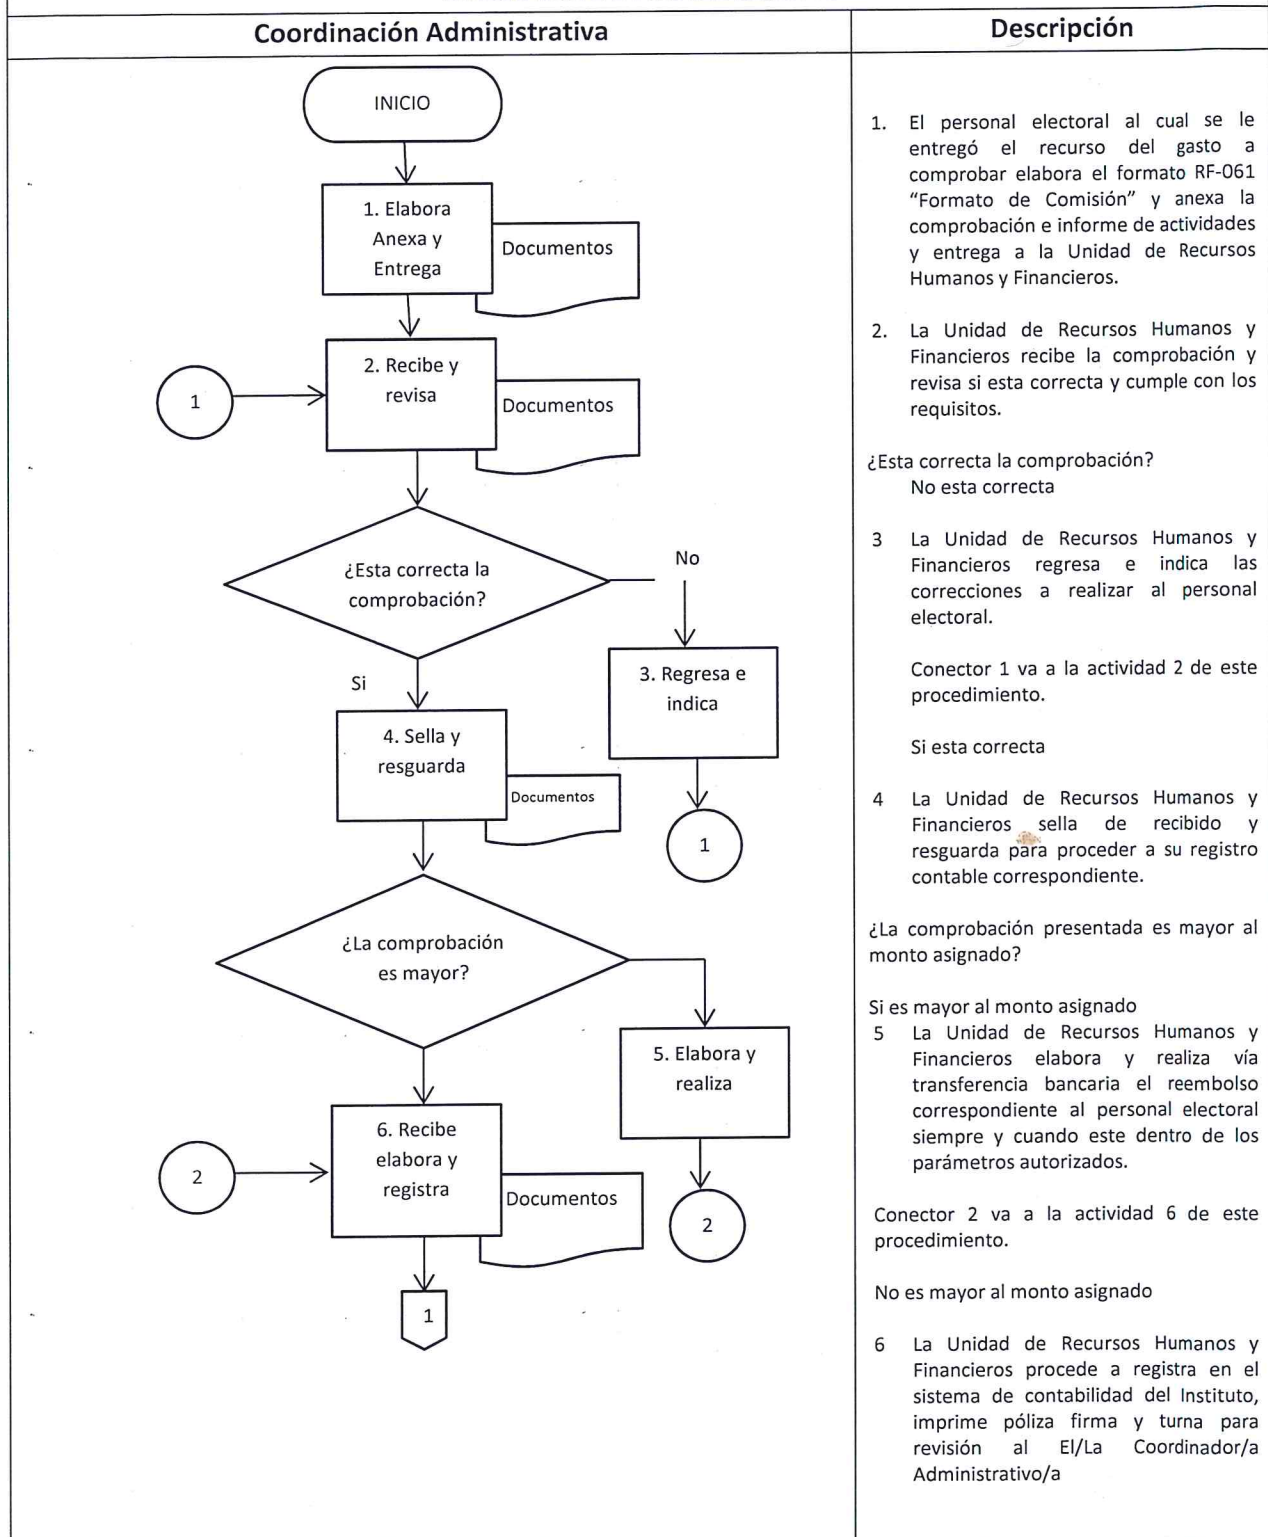 Coordinación Administrativa
Descripción
INICIO
1. Elabora
Anexa y
Entrega
Documentos
1
2. Recibe y
revisa
Documentos
¿Esta correcta la
comprobación?
No
Si
3. Regresa e
indica
1
4. Sella y
resguarda
Documentos
¿La comprobación
es mayor?
5. Elabora y
realiza
2
2
6. Recibe
elabora y
registra
Documentos
1
1. El personal electoral al cual se le
entregó el recurso del gasto a
comprobar elabora el formato RF-061
“Formato de Comisión” y anexa la
comprobación e informe de actividades
y entrega a la Unidad de Recursos
Humanos y Financieros.
2. La Unidad de Recursos Humanos y
Financieros recibe la comprobación y
revisa si esta correcta y cumple con los
requisitos.
¿Esta correcta la comprobación?
No esta correcta
3 La Unidad de Recursos Humanos y
Financieros regresa e indica las
correcciones a realizar al personal
electoral.
Conector 1 va a la actividad 2 de este
procedimiento.
Si esta correcta
4 La Unidad de Recursos Humanos y
Financieros sella de recibido y
resguarda para proceder a su registro
contable correspondiente.
¿La comprobación presentada es mayor al
monto asignado?
Si es mayor al monto asignado
5 La Unidad de Recursos Humanos y
Financieros elabora y realiza vía
transferencia bancaria el reembolso
correspondiente al personal electoral
siempre y cuando este dentro de los
parámetros autorizados.
Conector 2 va a la actividad 6 de este
procedimiento.
No es mayor al monto asignado
6 La Unidad de Recursos Humanos y
Financieros procede a registra en el
sistema de contabilidad del Instituto,
imprime póliza firma y turna para
revisión al El/La Coordinador/a
Administrativo/a